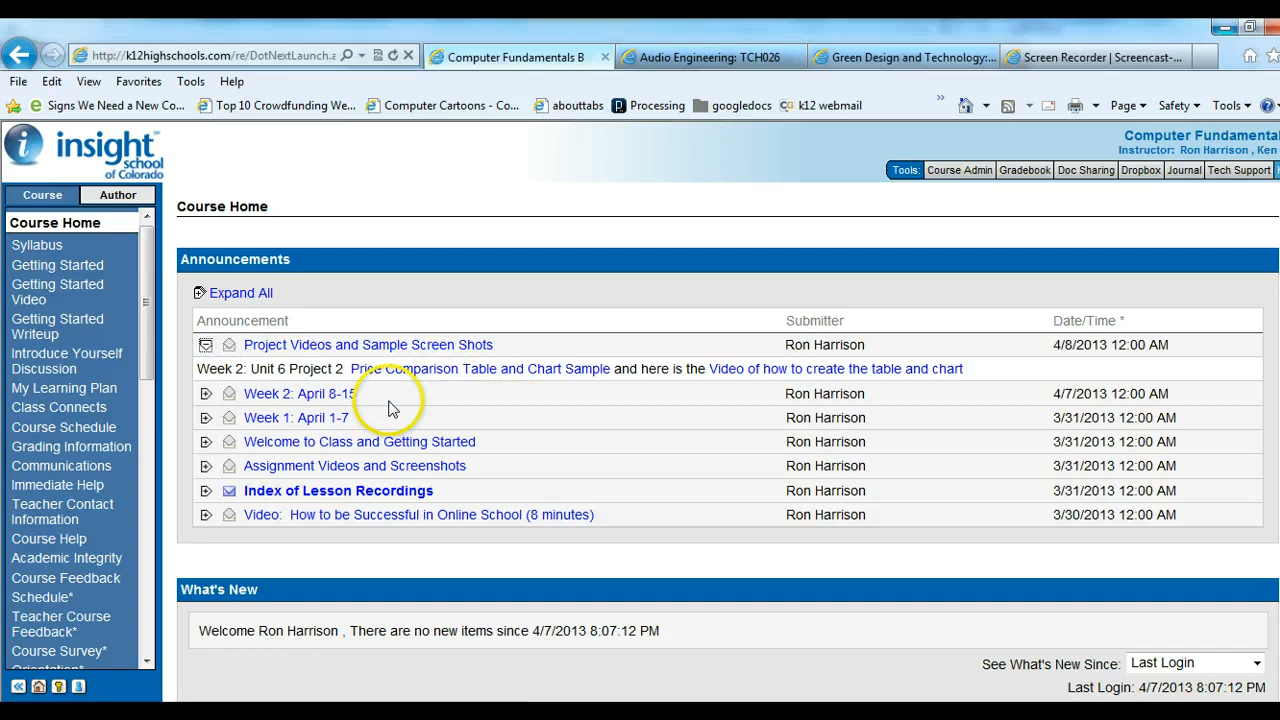 http://k12highschools.com/re/DotNextLaunch.a
Computer Fundamentals B
Audio Engineering: TCH026
Green Design and Technology:...
Screen Recorder | Screencast-...
File Edit View Favorites Tools Help
Signs We Need a New Co...
Top 10 Crowdfunding We...
Computer Cartoons - Co...
abouttabs
Processing
googledocs
k12 webmail
Page
Safety
Tools
insight
school
of Colorado
Computer Fundamenta
Instructor: Ron Harrison , Ken
Tools: Course Admin Gradebook Doc Sharing Dropbox Journal Tech Support
Course Author
Course Home
Syllabus
Getting Started
Getting Started
Video
Getting Started
Writeup
Introduce Yourself
Discussion
My Learning Plan
Class Connects
Course Schedule
Grading Information
Communications
Immediate Help
Teacher Contact
Information
Course Help
Academic Integrity
Course Feedback
Schedule*
Teacher Course
Feedback*
Course Survey*
Orientation*
Course Home
Announcements
Expand All
Announcement Submitter Date/Time *
Project Videos and Sample Screen Shots Ron Harrison 4/8/2013 12:00 AM
Week 2: Unit 6 Project 2 Price Comparison Table and Chart Sample and here is the Video of how to create the table and chart
Week 2: April 8-15 Ron Harrison 4/7/2013 12:00 AM
Week 1: April 1-7 Ron Harrison 3/31/2013 12:00 AM
Welcome to Class and Getting Started Ron Harrison 3/31/2013 12:00 AM
Assignment Videos and Screenshots Ron Harrison 3/31/2013 12:00 AM
Index of Lesson Recordings Ron Harrison 3/31/2013 12:00 AM
Video: How to be Successful in Online School (8 minutes) Ron Harrison 3/30/2013 12:00 AM
What's New
Welcome Ron Harrison , There are no new items since 4/7/2013 8:07:12 PM
See What's New Since: Last Login
Last Login: 4/7/2013 8:07:12 PM